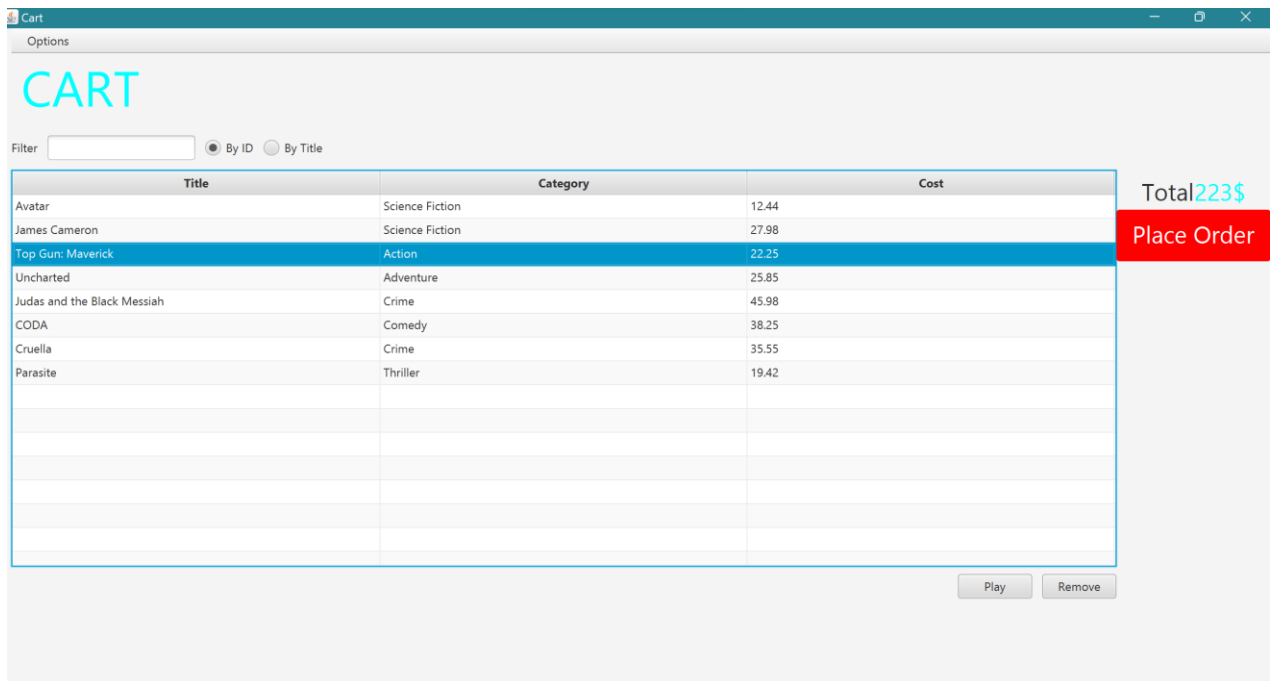 Cart
Options
CART
Filter By ID By Title
Title Category Cost
Avatar Science Fiction 12.44
James Cameron Science Fiction 27.98
Top Gun: Maverick Action 22.25
Uncharted Adventure 25.85
Judas and the Black Messiah Crime 45.98
CODA Comedy 38.25
Cruella Crime 35.55
Parasite Thriller 19.42
Total223$
Place Order
Play Remove